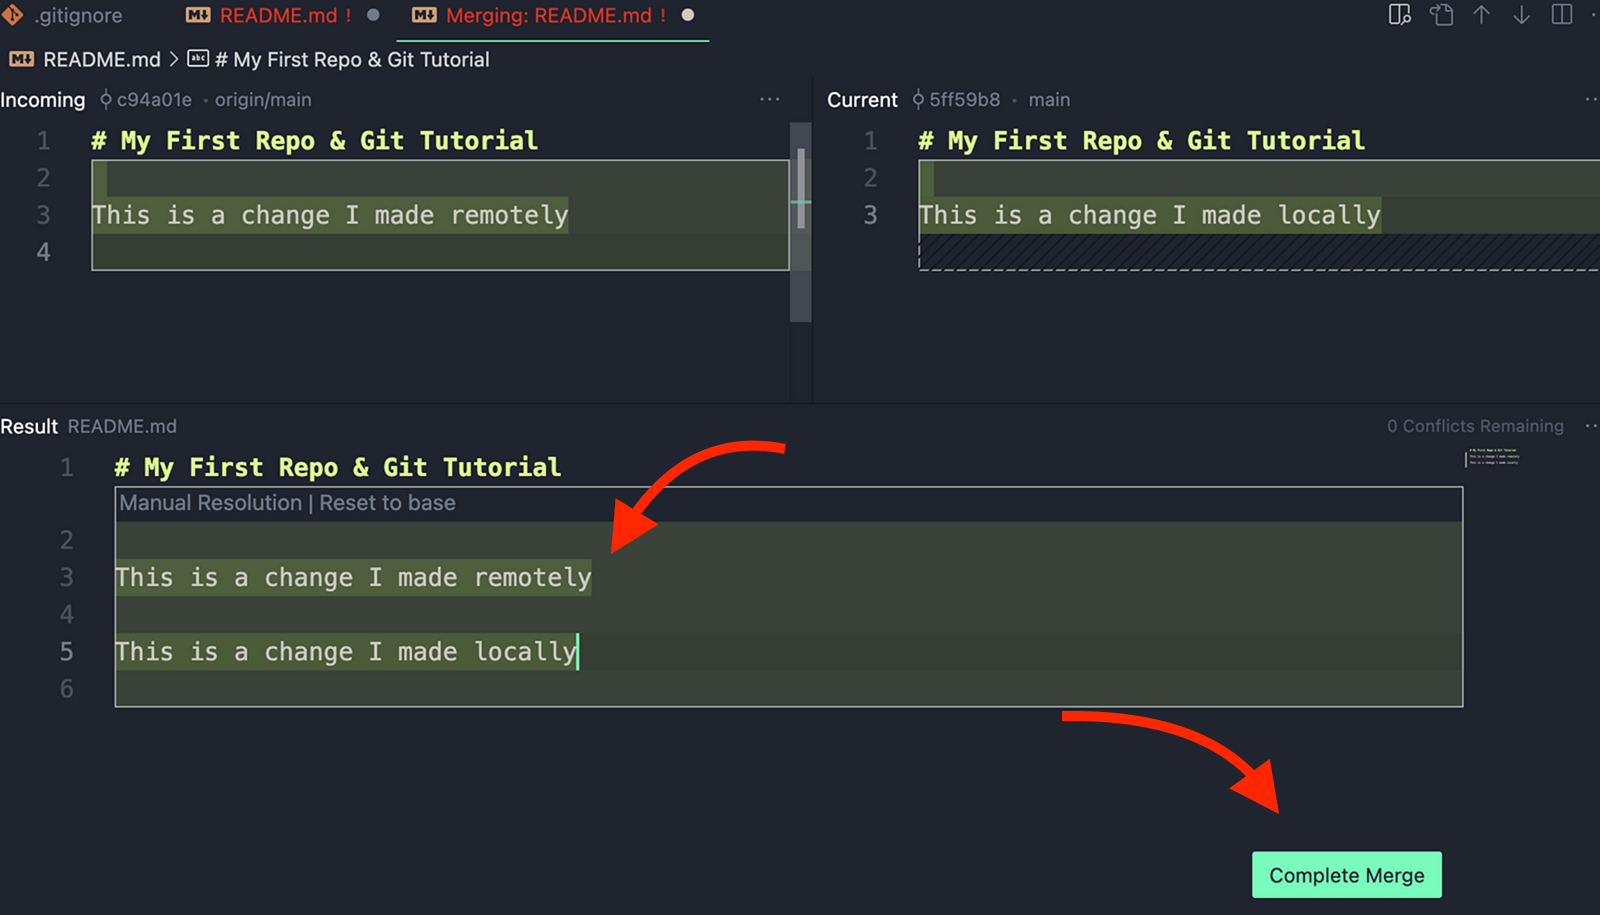 .gitignore
README.md !
Merging: README.md !
README.md > # My First Repo & Git Tutorial
Incoming c94a01e · origin/main ···
1 # My First Repo & Git Tutorial
2
3 This is a change I made remotely
4
Current 5ff59b8 · main
1 # My First Repo & Git Tutorial
2
3 This is a change I made locally
Result README.md
0 Conflicts Remaining
1 # My First Repo & Git Tutorial
Manual Resolution | Reset to base
2
3 This is a change I made remotely
4
5 This is a change I made locally
6
Complete Merge